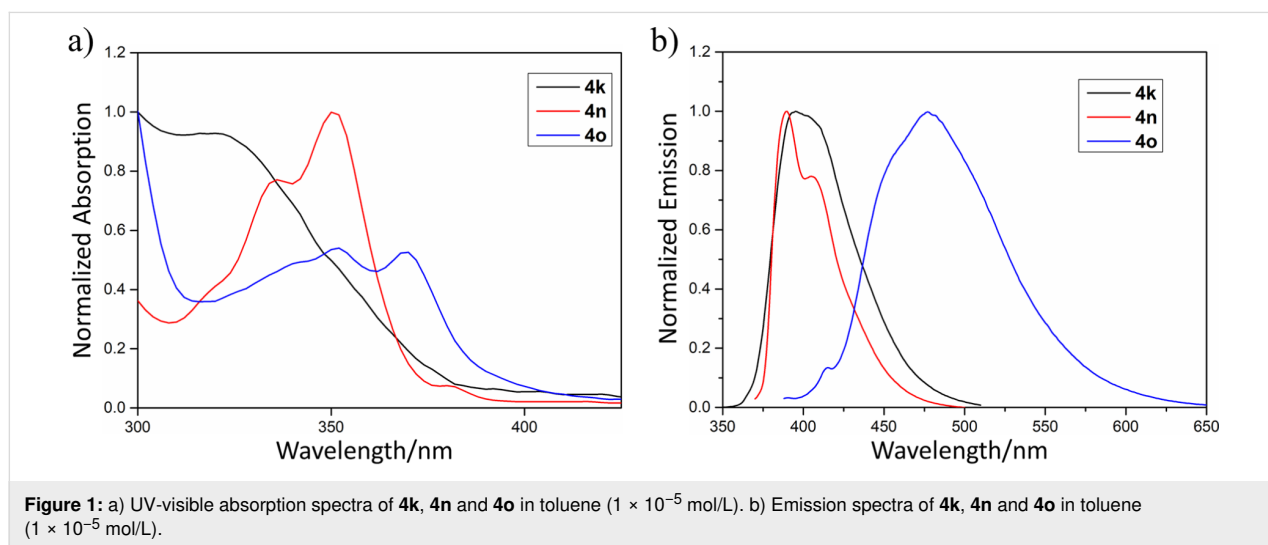 a)
1.2
1.0
0.8
0.6
0.4
0.2
0.0
300
350
400
Normalized Absorption
Wavelength/nm
4k
4n
4o
b)
1.2
1.0
0.8
0.6
0.4
0.2
0.0
350
375
400
450
500
550
600
650
Normalized Emission
Wavelength/nm
4k
4n
4o
Figure 1: a) UV-visible absorption spectra of 4k, 4n and 4o in toluene (1 × 10⁻⁵ mol/L). b) Emission spectra of 4k, 4n and 4o in toluene
(1 × 10⁻⁵ mol/L).